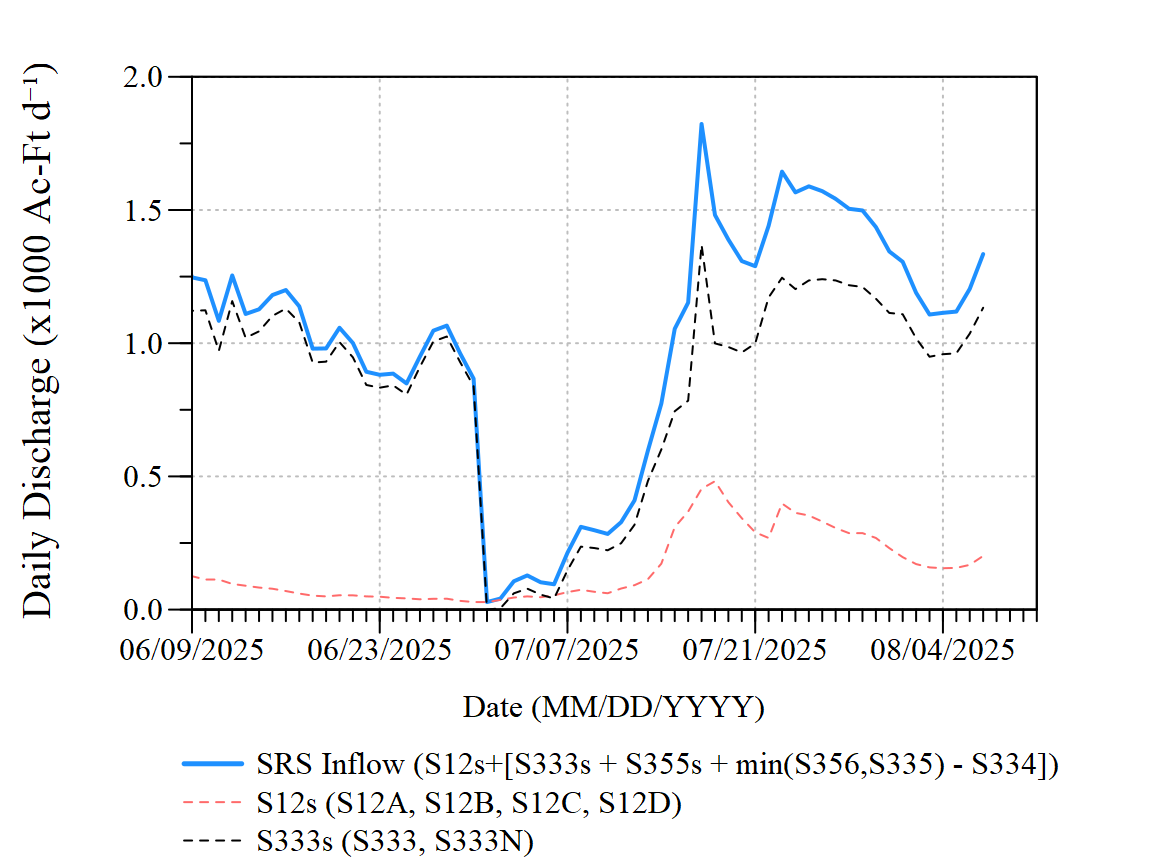 Daily Discharge (x1000 Ac-Ft d⁻¹)
2.0
1.5
1.0
0.5
0.0
06/09/2025 06/23/2025 07/07/2025 07/21/2025 08/04/2025
Date (MM/DD/YYYY)
SRS Inflow (S12s+[S333s + S355s + min(S356,S335) - S334])
S12s (S12A, S12B, S12C, S12D)
S333s (S333, S333N)